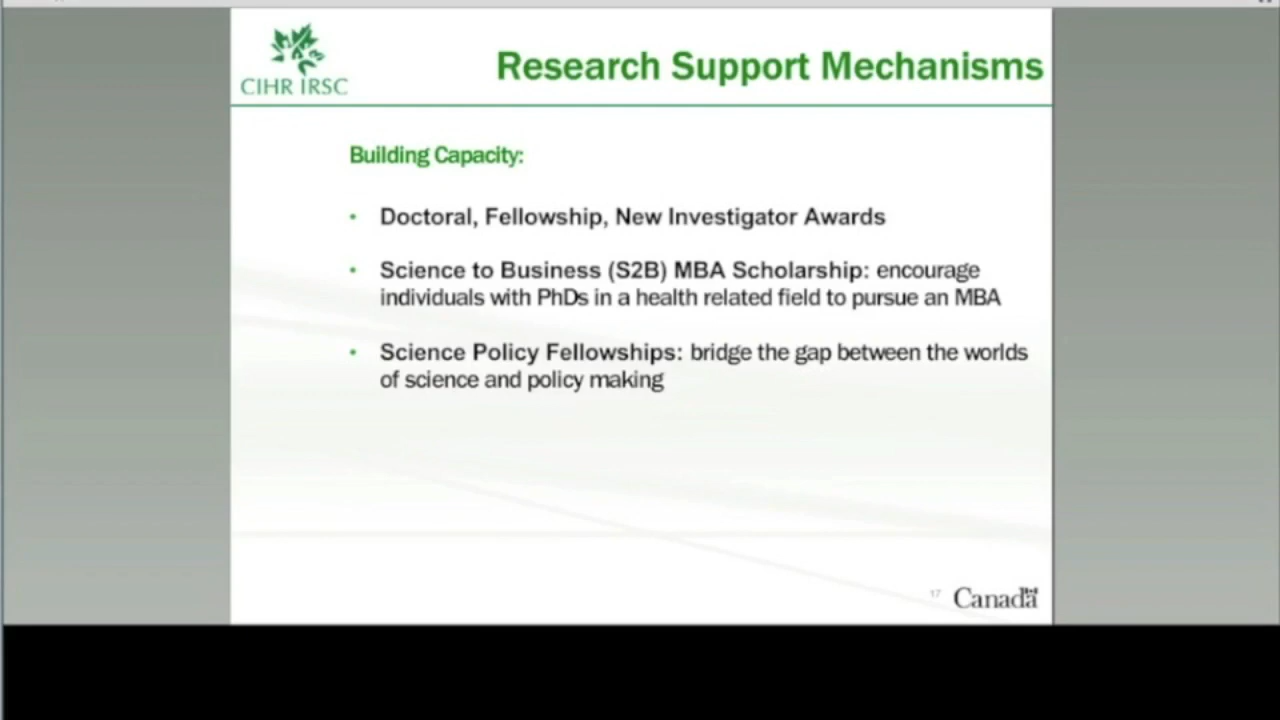 CIHR IRSC
Research Support Mechanisms
Building Capacity:
• Doctoral, Fellowship, New Investigator Awards
• Science to Business (S2B) MBA Scholarship: encourage
individuals with PhDs in a health related field to pursue an MBA
• Science Policy Fellowships: bridge the gap between the worlds
of science and policy making
17
Canada